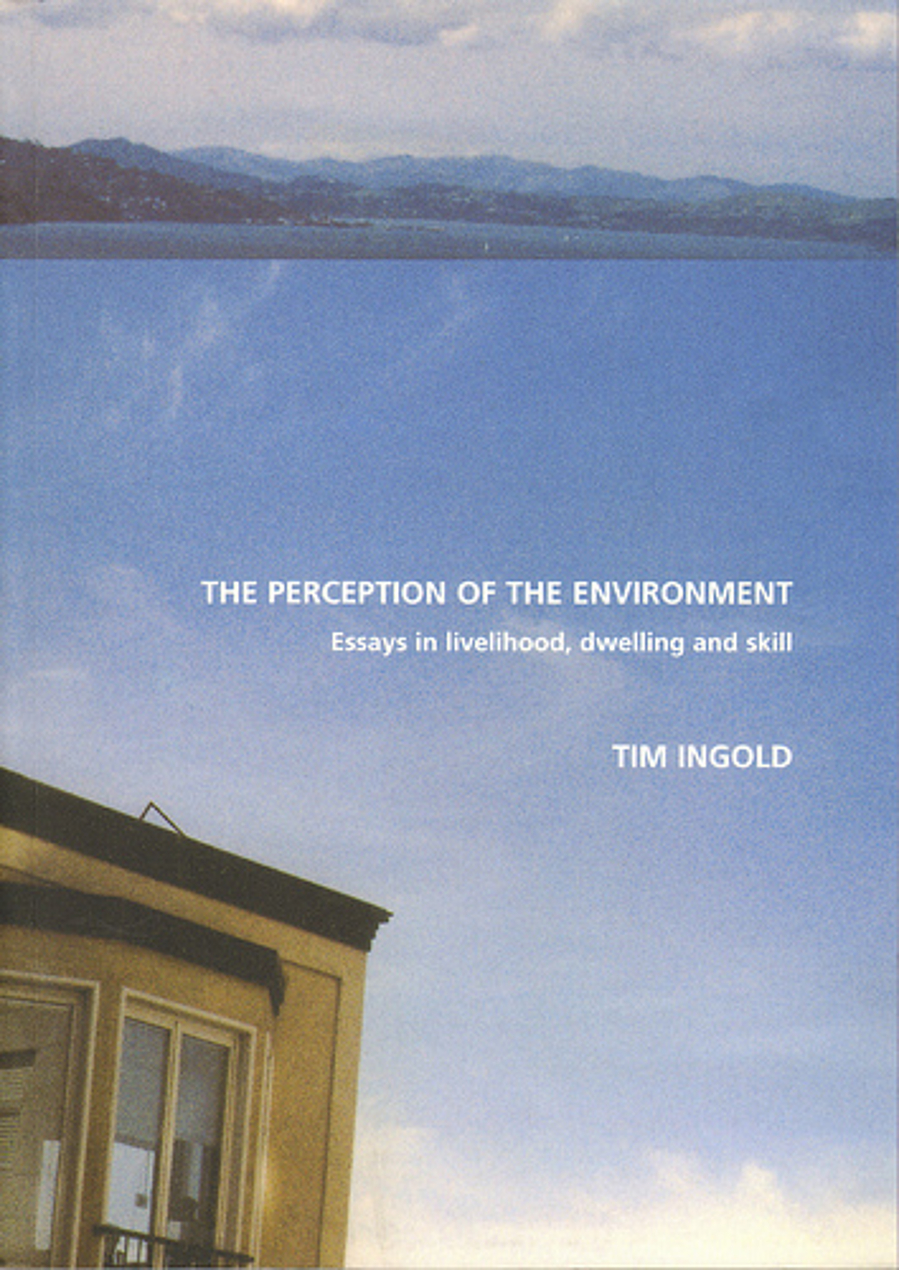 THE PERCEPTION OF THE ENVIRONMENT
Essays in livelihood, dwelling and skill
TIM INGOLD